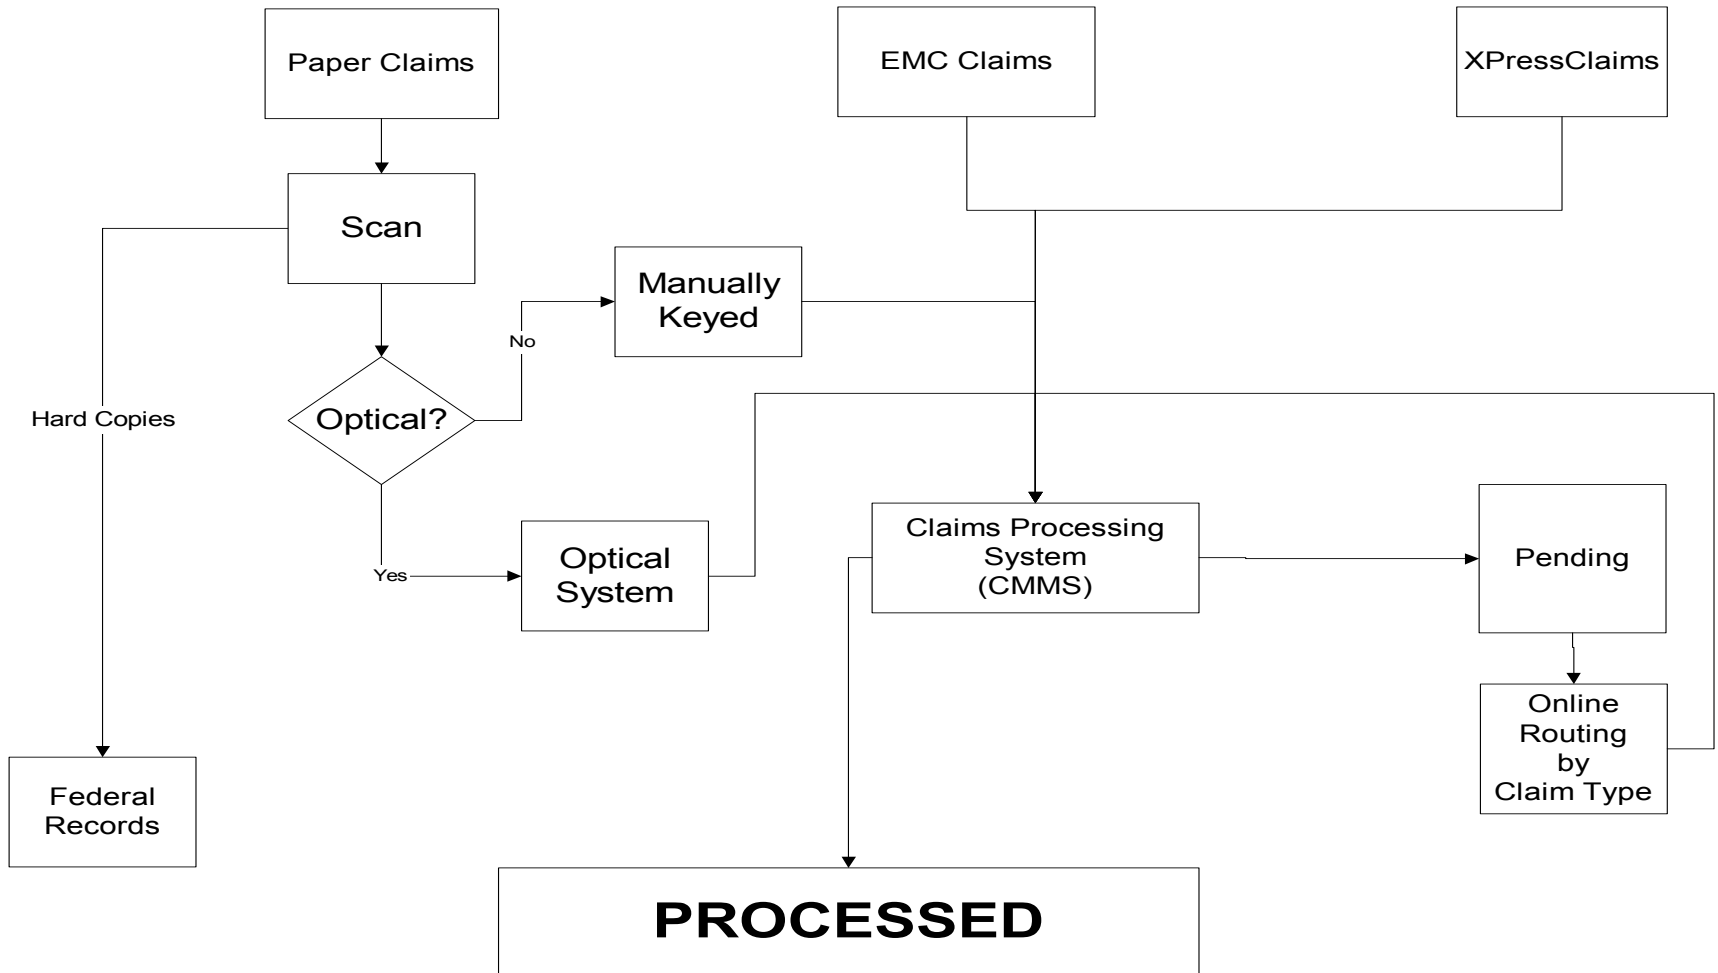 Paper Claims
EMC Claims
XPressClaims
Scan
Manually
Keyed
No
Hard Copies
Optical?
Yes
Optical
System
Claims Processing
System
(CMMS)
Pending
Online
Routing
by
Claim Type
Federal
Records
PROCESSED